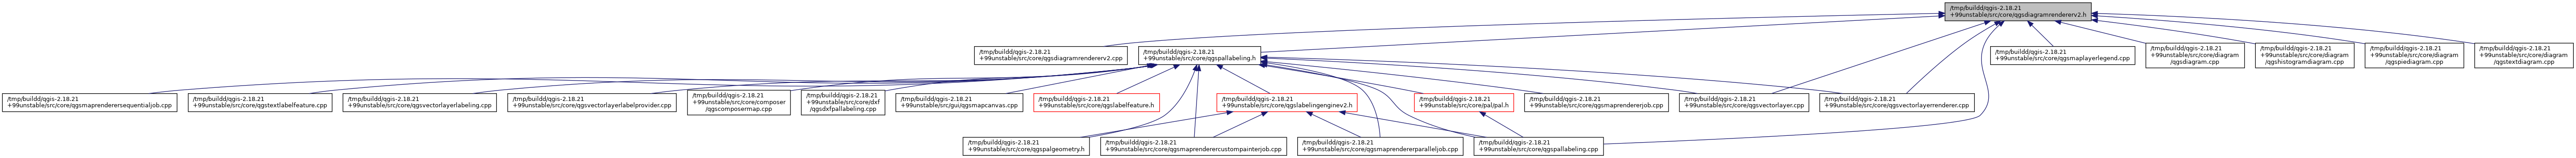 /tmp/buildd/qgis-2.18.21
+99unstable/src/core/qgsdiagramrendererv2.h
/tmp/buildd/qgis-2.18.21
+99unstable/src/core/qgsdiagramrendererv2.cpp
/tmp/buildd/qgis-2.18.21
+99unstable/src/core/qgspallabeling.h
/tmp/buildd/qgis-2.18.21
+99unstable/src/core/qgsmaplayerlegend.cpp
/tmp/buildd/qgis-2.18.21
+99unstable/src/core/diagram
/qgsdiagram.cpp
/tmp/buildd/qgis-2.18.21
+99unstable/src/core/diagram
/qgshistogramdiagram.cpp
/tmp/buildd/qgis-2.18.21
+99unstable/src/core/diagram
/qgspiediagram.cpp
/tmp/buildd/qgis-2.18.21
+99unstable/src/core/diagram
/qgstextdiagram.cpp
/tmp/buildd/qgis-2.18.21
+99unstable/src/core/qgsmaprenderersequentialjob.cpp
/tmp/buildd/qgis-2.18.21
+99unstable/src/core/qgstextlabelfeature.cpp
/tmp/buildd/qgis-2.18.21
+99unstable/src/core/qgsvectorlayerlabeling.cpp
/tmp/buildd/qgis-2.18.21
+99unstable/src/core/qgsvectorlayerlabelprovider.cpp
/tmp/buildd/qgis-2.18.21
+99unstable/src/core/composer
/qgscomposermap.cpp
/tmp/buildd/qgis-2.18.21
+99unstable/src/core/dxf
/qgsdxfpallabeling.cpp
/tmp/buildd/qgis-2.18.21
+99unstable/src/gui/qgsmapcanvas.cpp
/tmp/buildd/qgis-2.18.21
+99unstable/src/core/qgslabelfeature.h
/tmp/buildd/qgis-2.18.21
+99unstable/src/core/qgslabelingenginev2.h
/tmp/buildd/qgis-2.18.21
+99unstable/src/core/pal/pal.h
/tmp/buildd/qgis-2.18.21
+99unstable/src/core/qgsmaprendererjob.cpp
/tmp/buildd/qgis-2.18.21
+99unstable/src/core/qgsvectorlayer.cpp
/tmp/buildd/qgis-2.18.21
+99unstable/src/core/qgsvectorlayerrenderer.cpp
/tmp/buildd/qgis-2.18.21
+99unstable/src/core/qgspalgeometry.h
/tmp/buildd/qgis-2.18.21
+99unstable/src/core/qgsmaprenderercustompainterjob.cpp
/tmp/buildd/qgis-2.18.21
+99unstable/src/core/qgsmaprendererparalleljob.cpp
/tmp/buildd/qgis-2.18.21
+99unstable/src/core/qgspallabeling.cpp